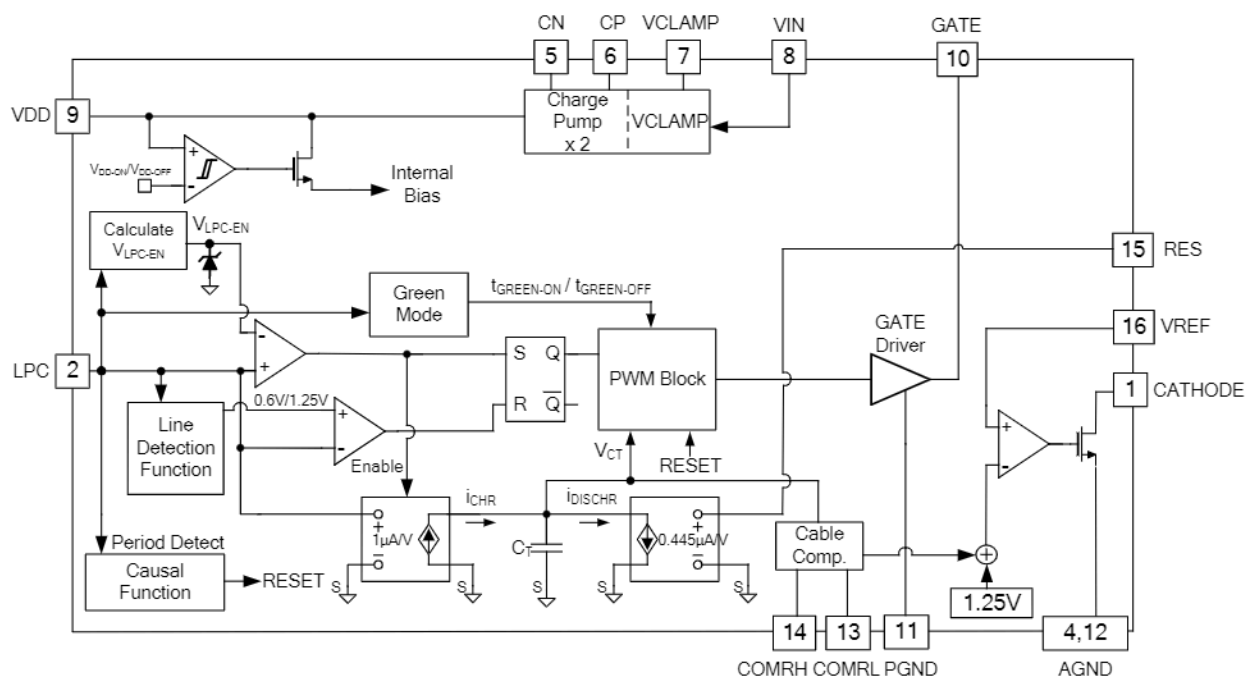 CN CP VCLAMP VIN GATE
5 6 7 8 10
VDD 9
Charge
Pump
x 2
VCLAMP
+
-
VDD-ON/VDD-OFF
Internal
Bias
Calculate
VLPC-EN
VLPC-EN
15 RES
Green
Mode
tGREEN-ON / tGREEN-OFF
16 VREF
GATE
Driver
LPC 2
-
+
S Q
R Q
PWM Block
1 CATHODE
Line
Detection
Function
0.6V/1.25V
+
-
+
-
Enable
VCT
RESET
iCHR
iDISCHR
+
1µA/V
-
CT
+
0.445µA/V
-
S S S S S
Cable
Comp.
+
1.25V
Period Detect
Causal
Function
RESET
14 13 11 4,12
COMRH COMRL PGND AGND